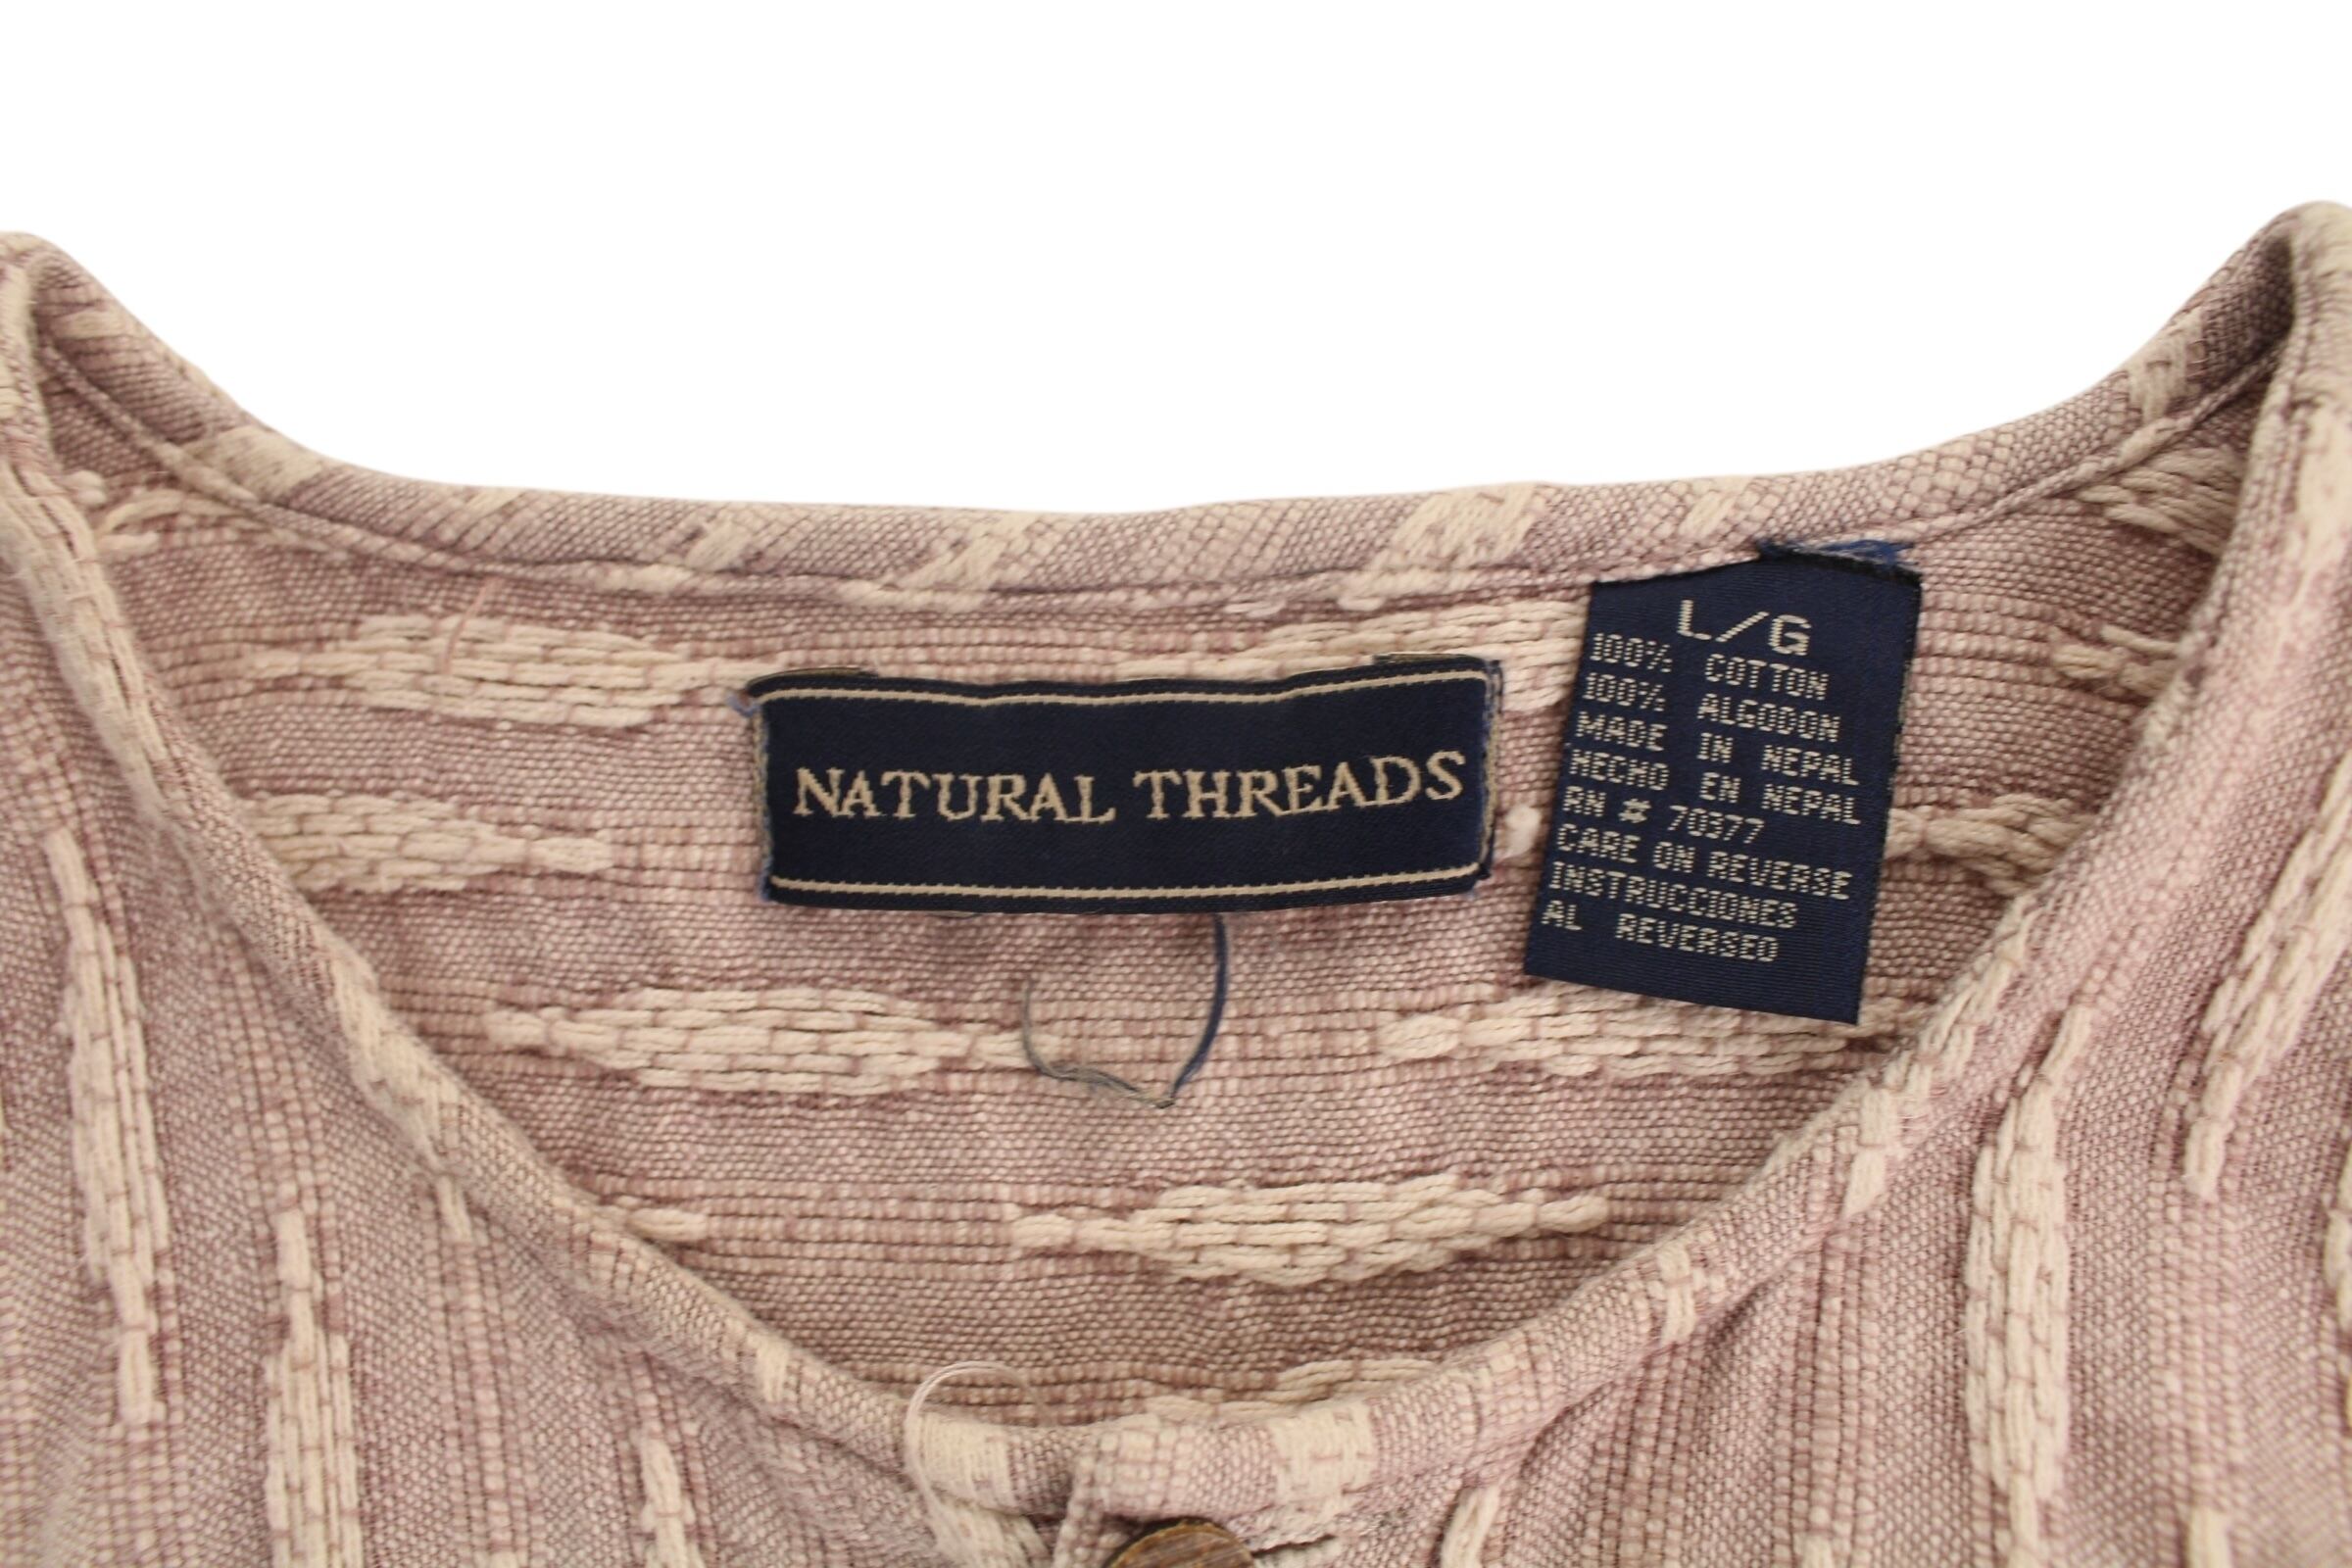 NATURAL THREADS
L/G
100% COTTON
100% ALGODON
MADE IN NEPAL
HECHO EN NEPAL
RN # 70377
CARE ON REVERSE
INSTRUCCIONES
AL REVERSEO